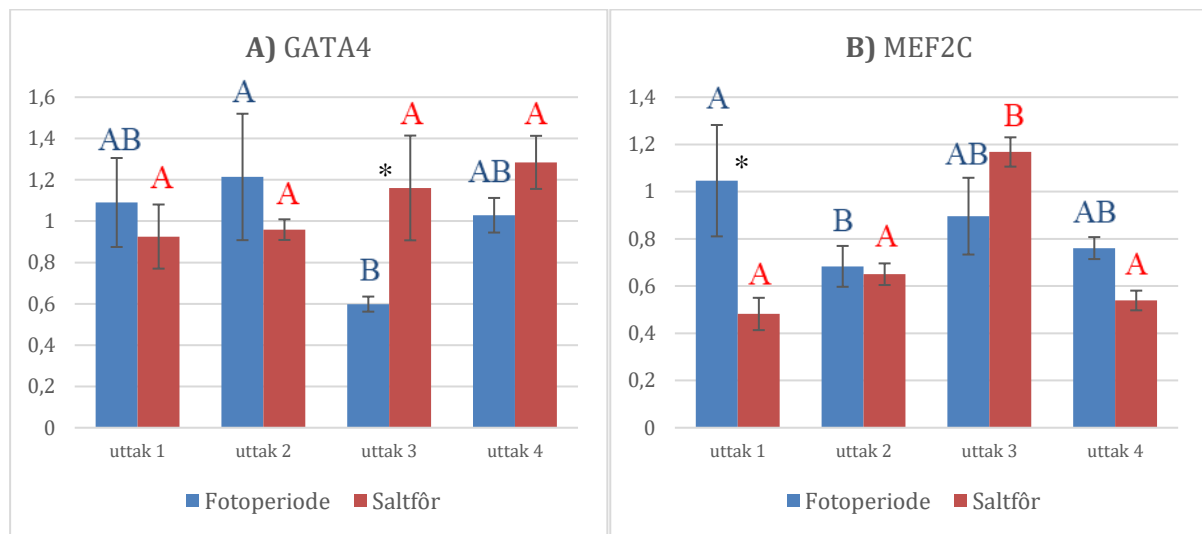 A) GATA4
1,6
1,4
1,2
1
0,8
0,6
0,4
0,2
0
AB
A
A
A
B
*
A
AB
A
uttak 1 uttak 2 uttak 3 uttak 4
Fotoperiode Saltfôr
B) MEF2C
1,4
1,2
1
0,8
0,6
0,4
0,2
0
A
*
A
B
A
AB
B
AB
A
uttak 1 uttak 2 uttak 3 uttak 4
Fotoperiode Saltfôr